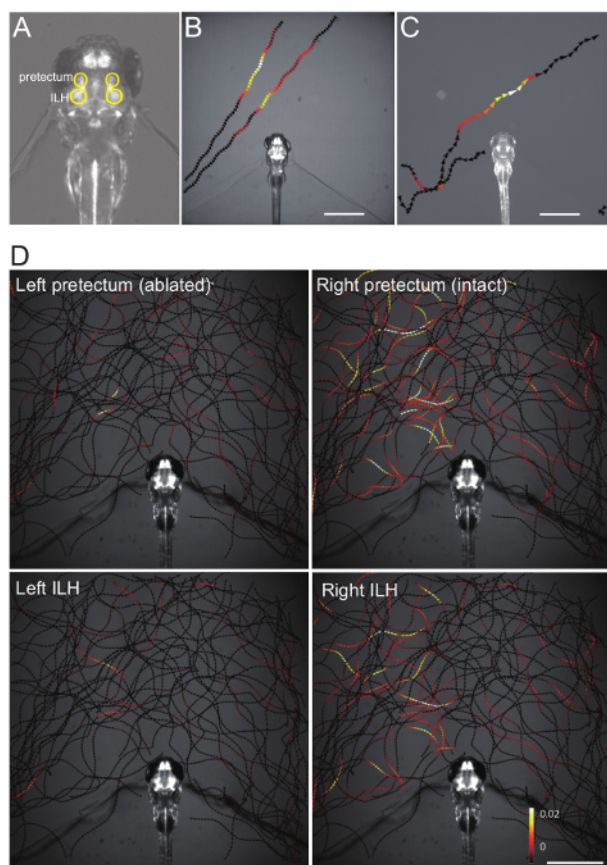 A
B
C
pretectum
ILH
D
Left pretectum (ablated)
Right pretectum (intact)
Left ILH
Right ILH
0.02
0